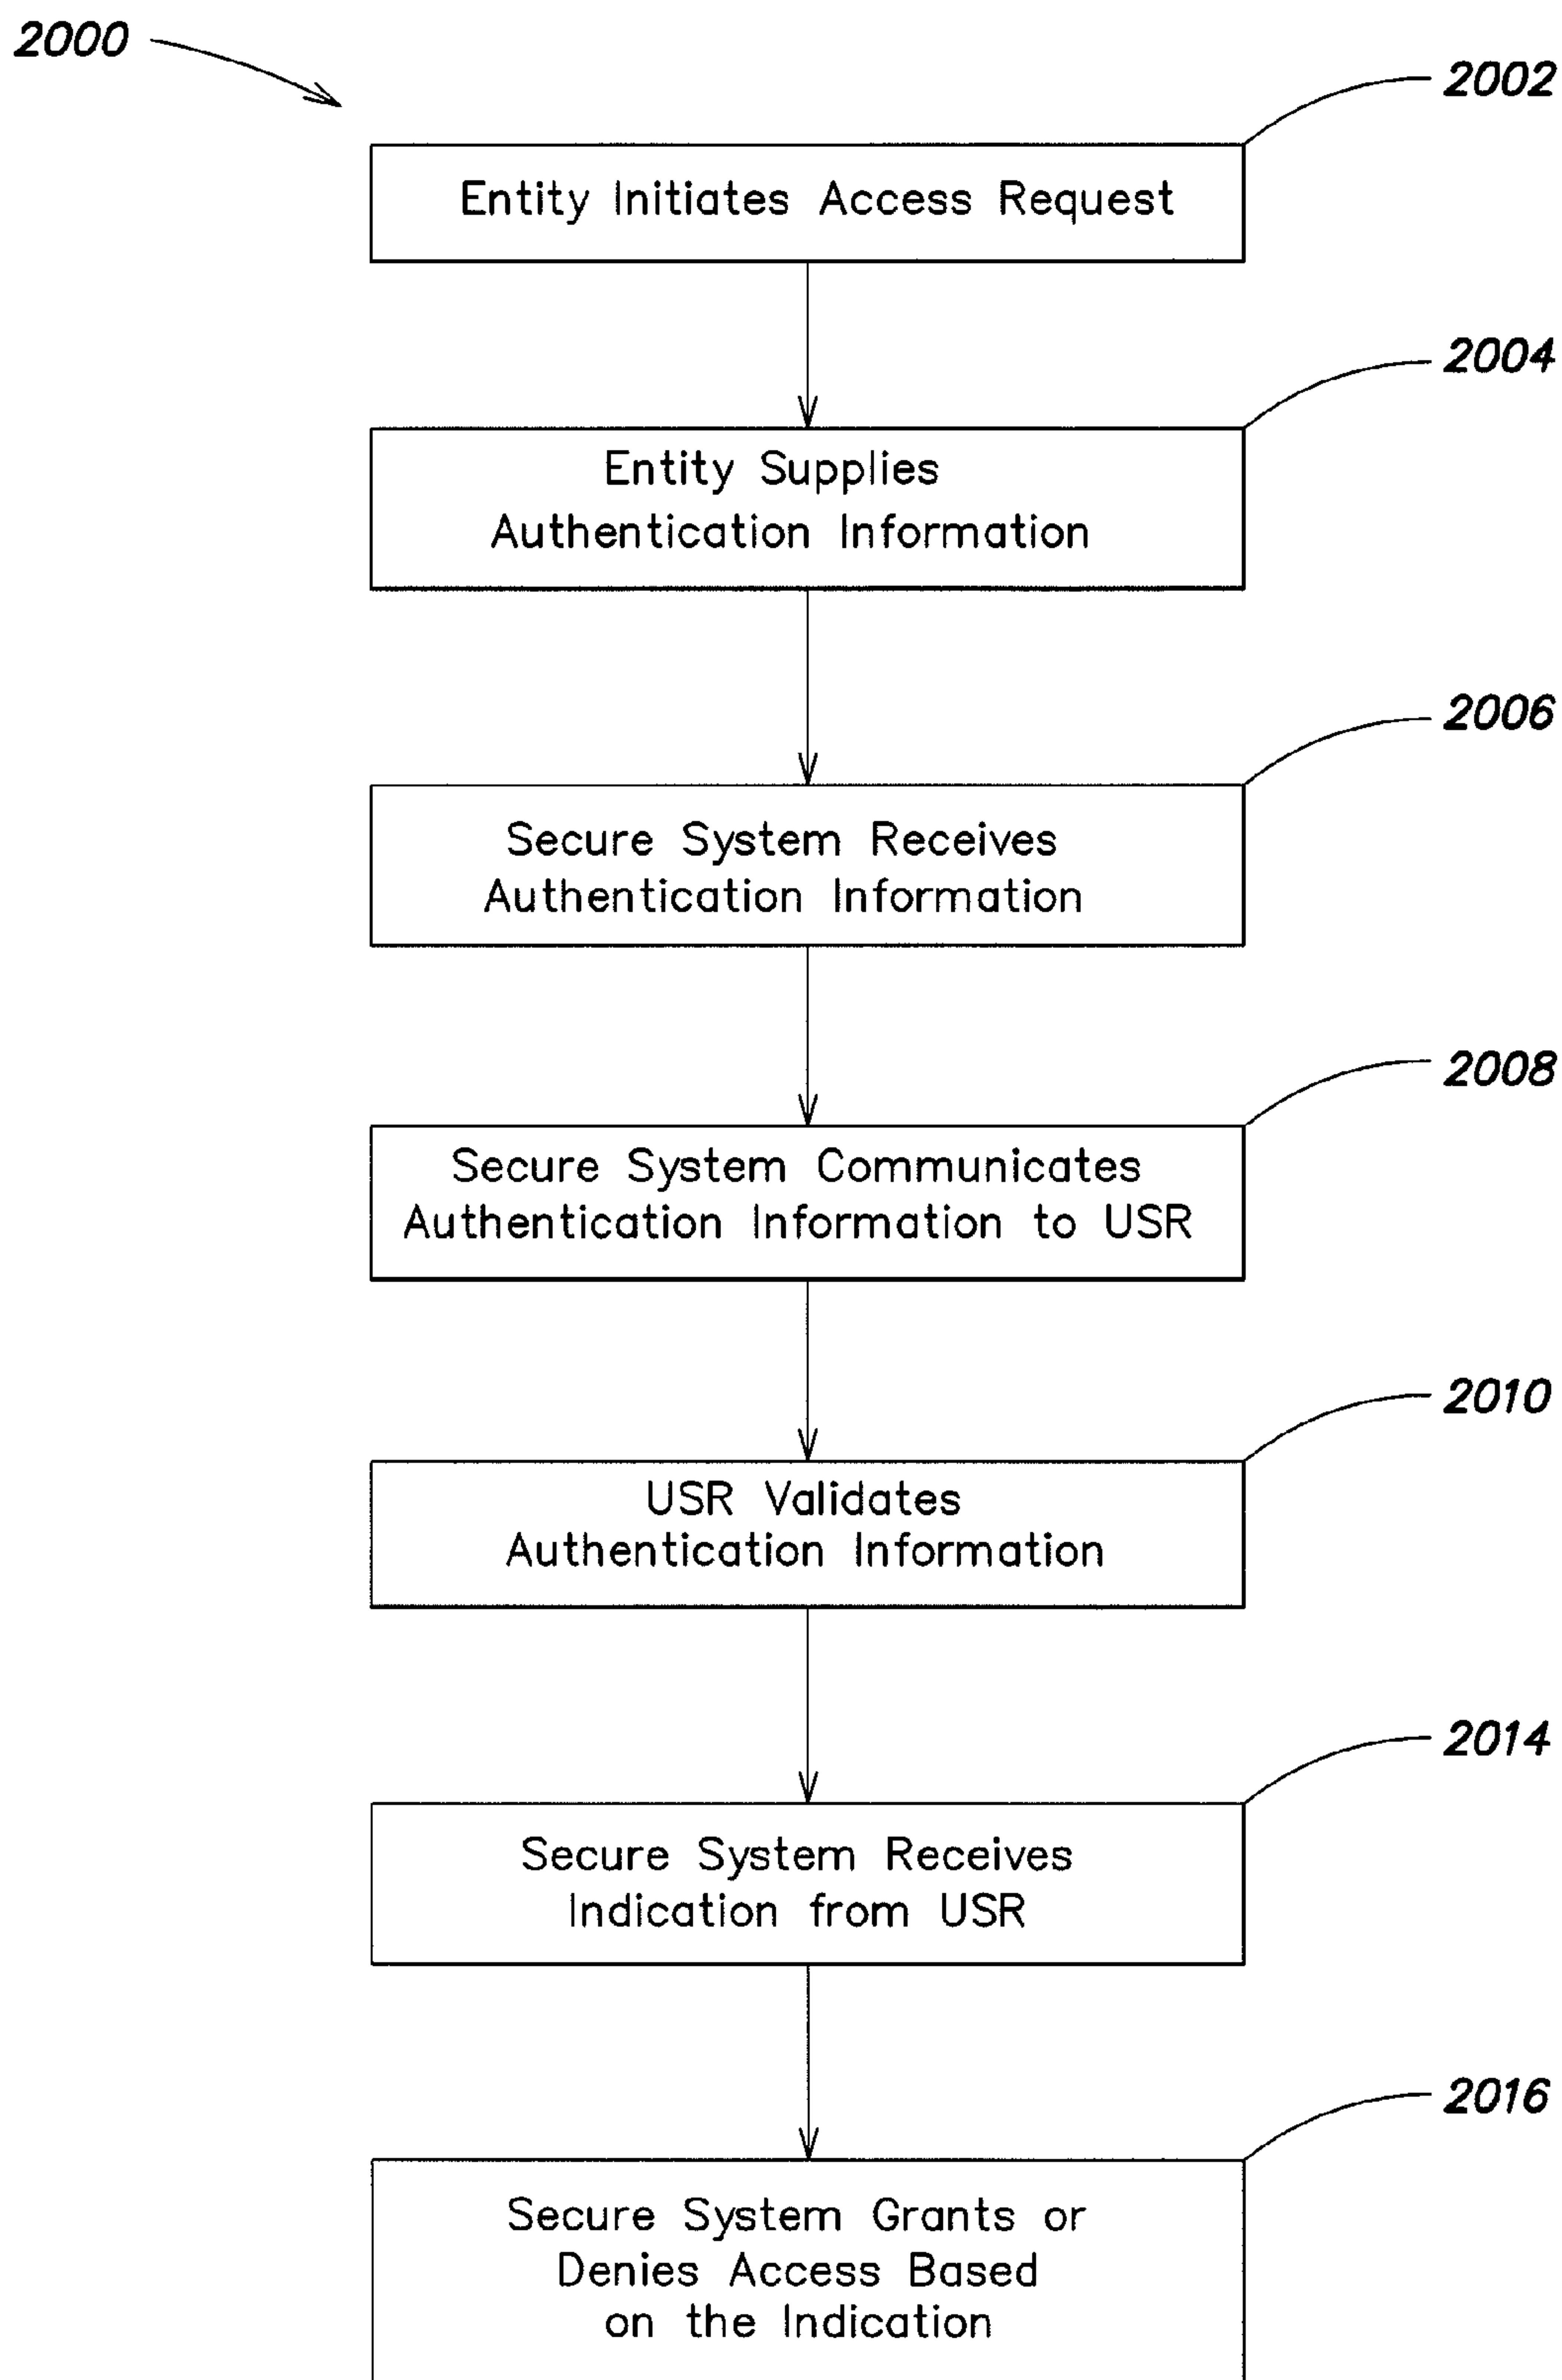 2000
2002
Entity Initiates Access Request
2004
Entity Supplies
Authentication Information
2006
Secure System Receives
Authentication Information
2008
Secure System Communicates
Authentication Information to USR
2010
USR Validates
Authentication Information
2014
Secure System Receives
Indication from USR
2016
Secure System Grants or
Denies Access Based
on the Indication